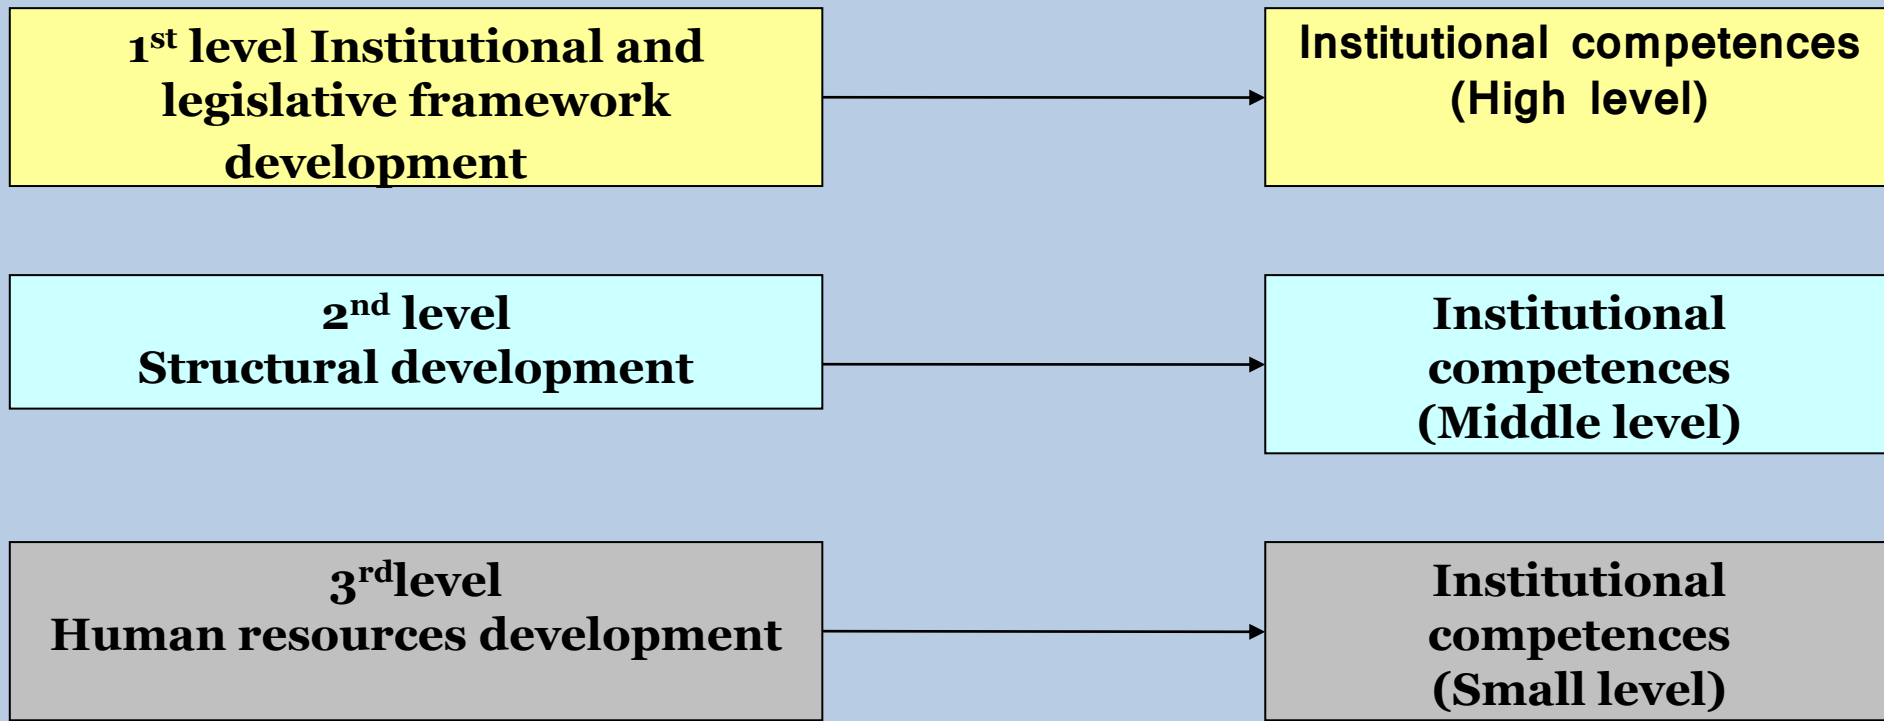 1st level Institutional and
legislative framework
development
Institutional competences
(High level)
2nd level
Structural development
Institutional
competences
(Middle level)
3rdlevel
Human resources development
Institutional
competences
(Small level)